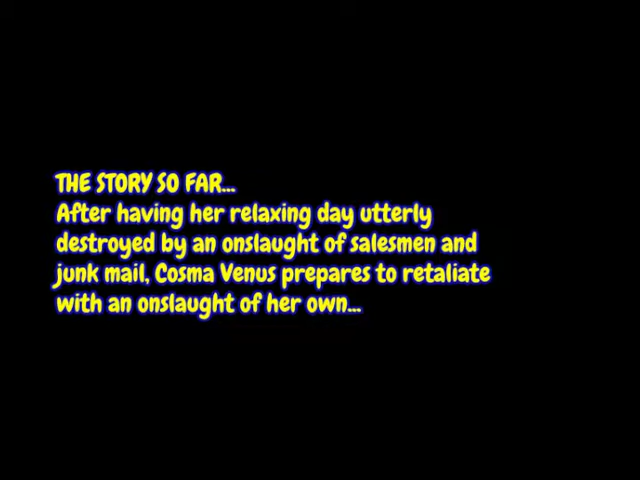 THE STORY SO FAR...
After having her relaxing day utterly
destroyed by an onslaught of salesmen and
junk mail, Cosma Venus prepares to retaliate
with an onslaught of her own...